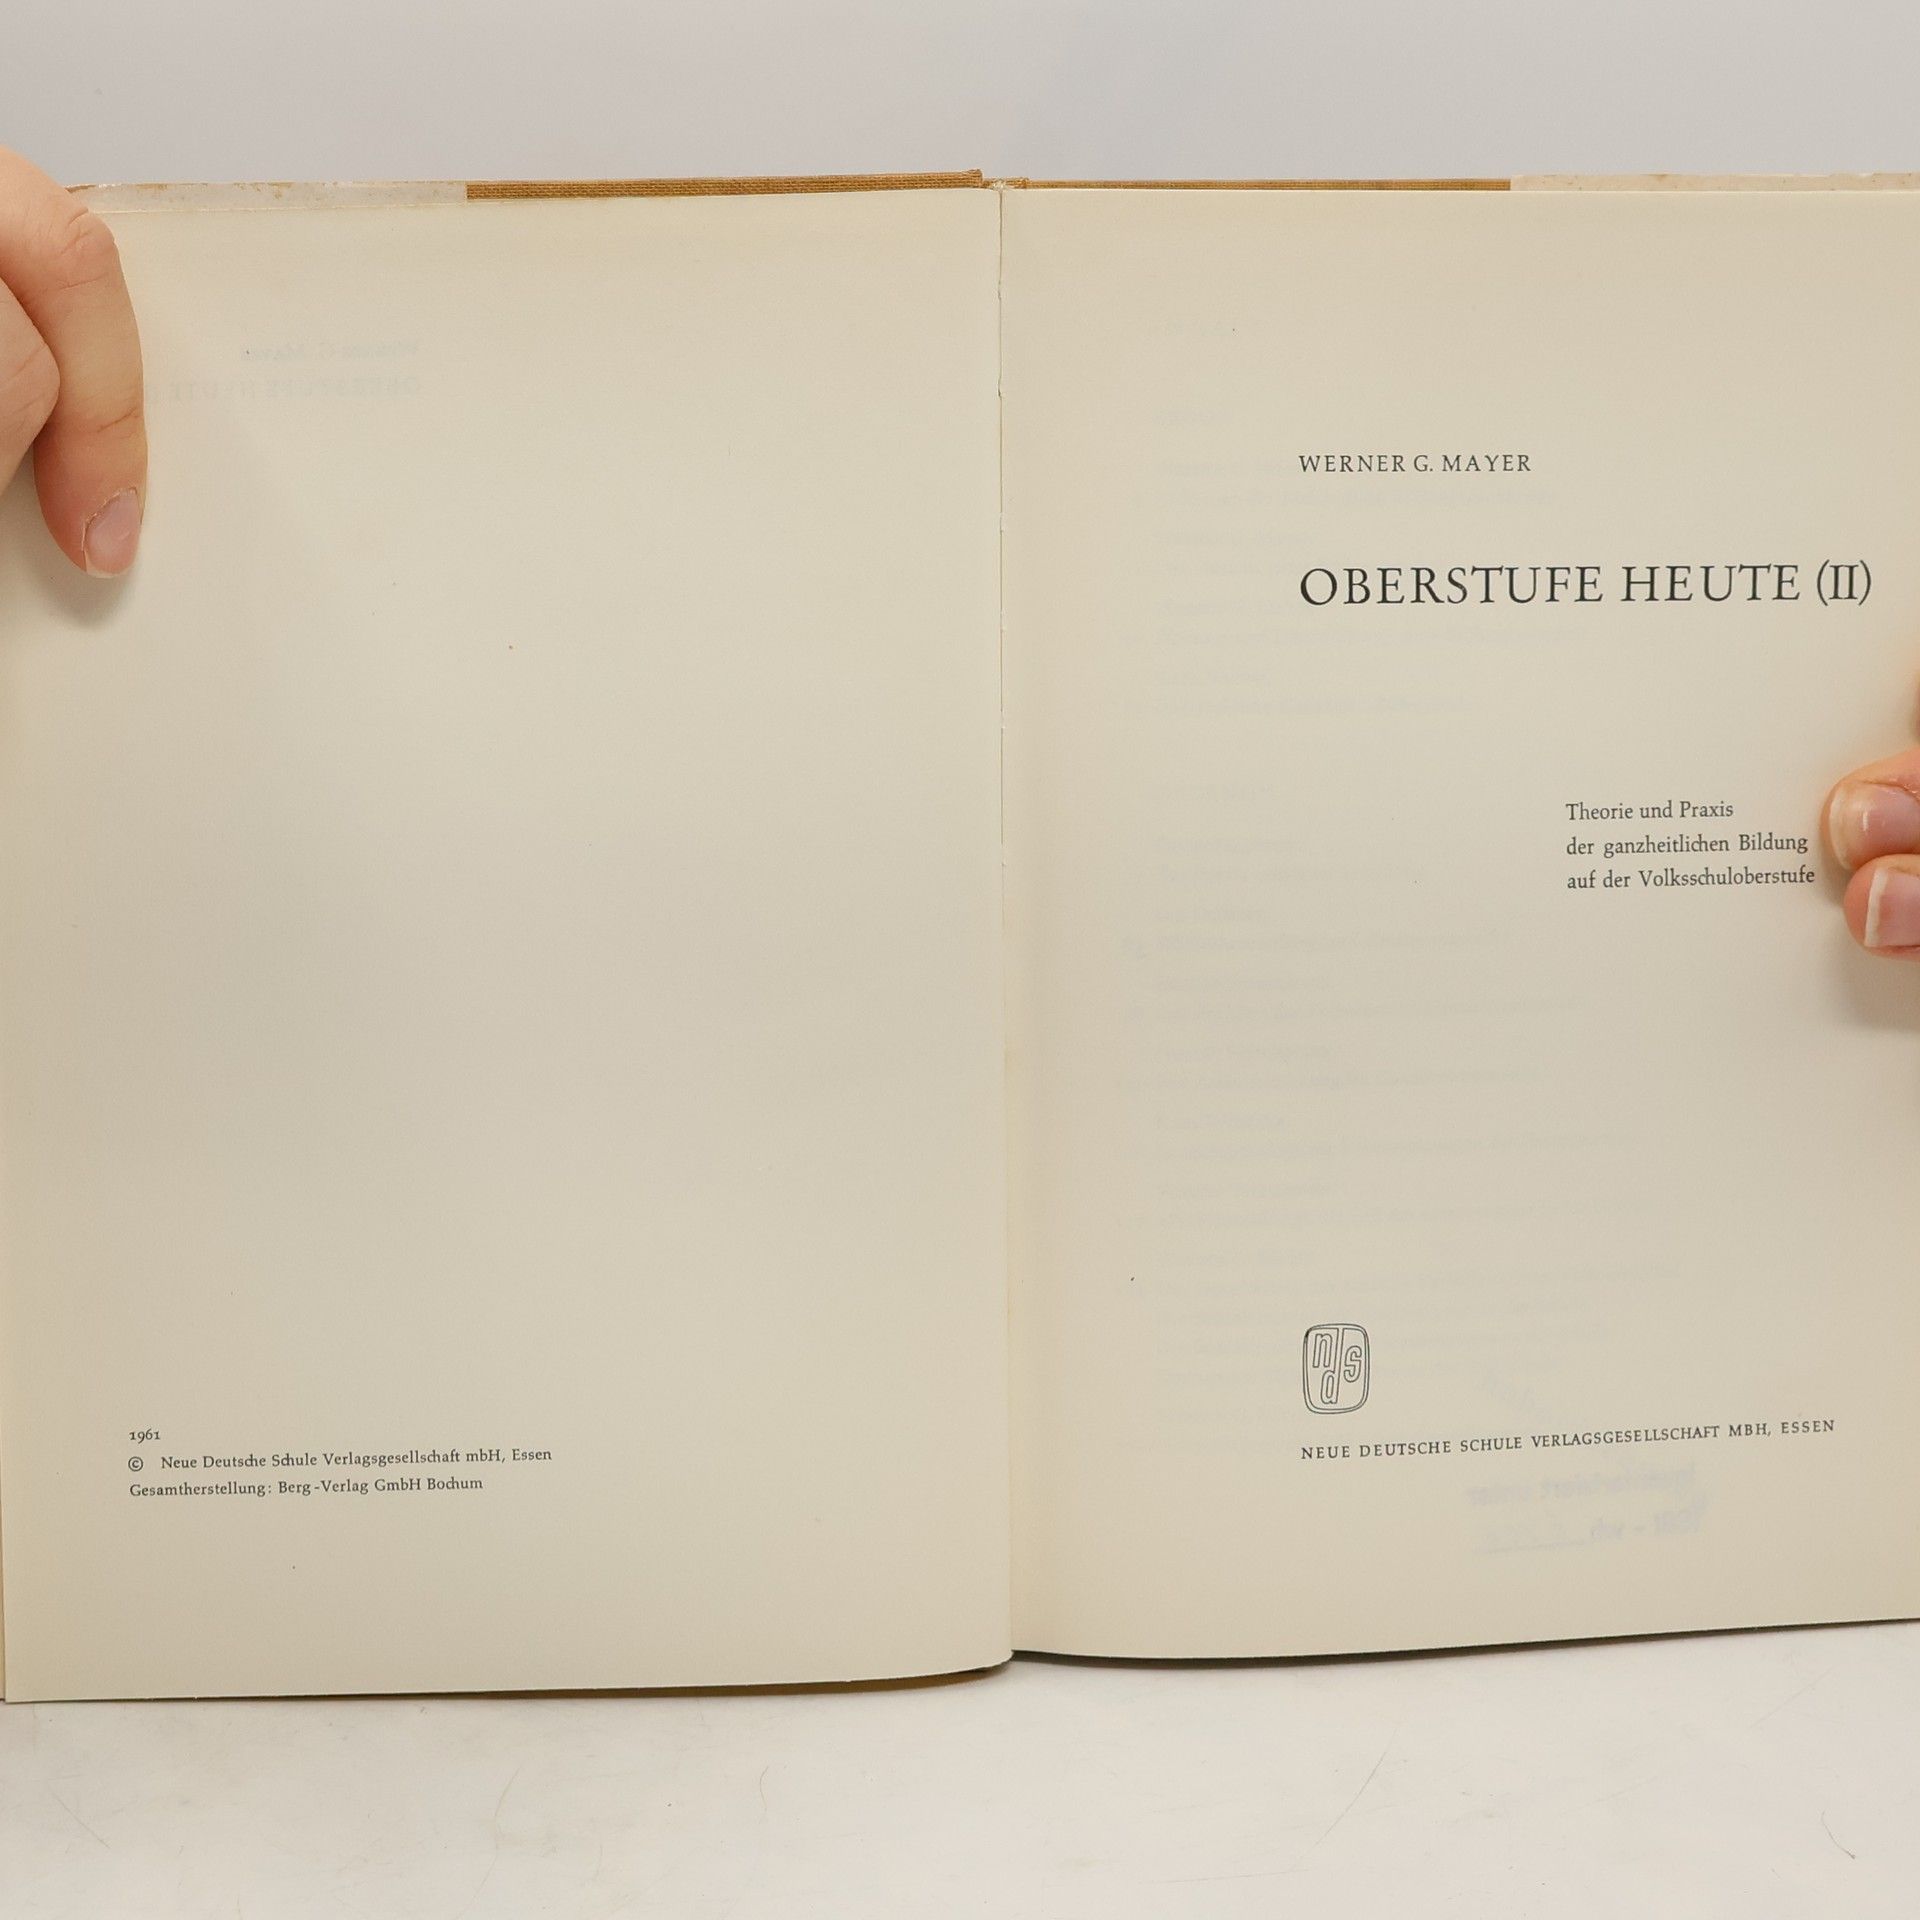 1961
© Neue Deutsche Schule Verlagsgesellschaft mbH, Essen
Gesamtherstellung: Berg-Verlag GmbH Bochum
WERNER G. MAYER
OBERSTUFE HEUTE (II)
Theorie und Praxis
der ganzheitlichen Bildung
auf der Volksschuloberstufe
nds
NEUE DEUTSCHE SCHULE VERLAGSGESELLSCHAFT MBH, ESSEN